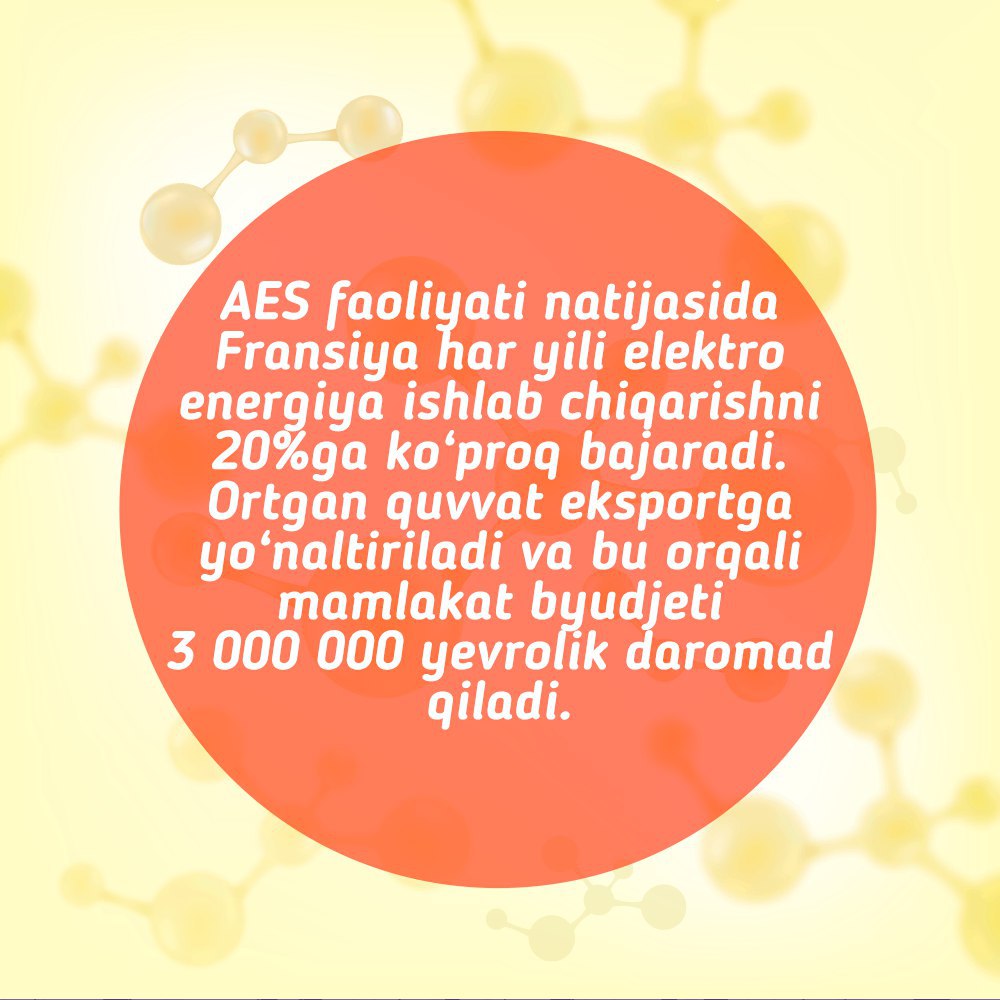 AES faoliyati natijasida
Fransiya har yili elektro
energiya ishlab chiqarishni
20%ga ko‘proq bajaradi.
Ortgan quvvat eksportga
yo‘naltiriladi va bu orqali
mamlakat byudjeti
3 000 000 yevrolik daromad
qiladi.